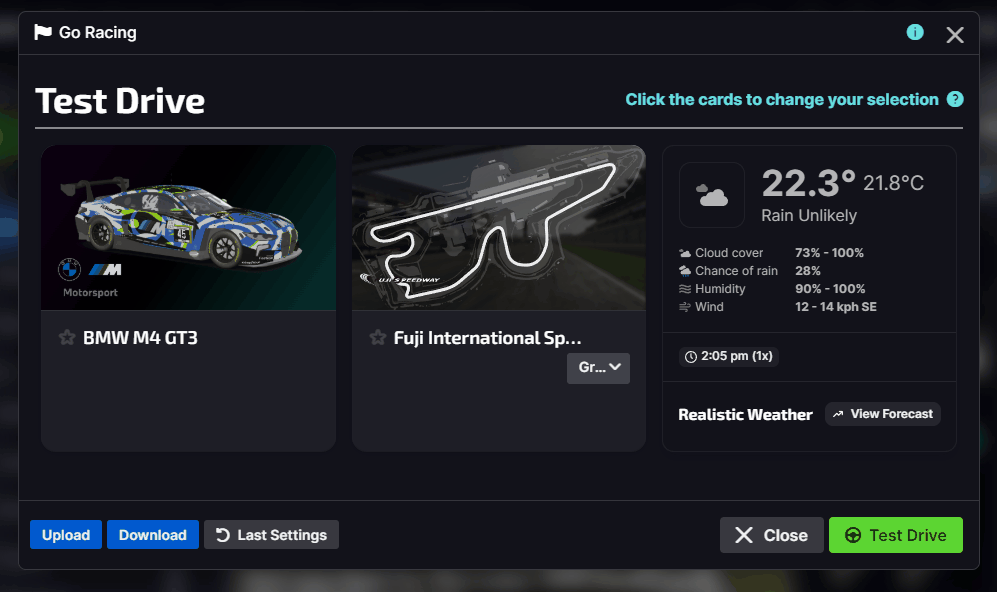 Go Racing
Test Drive
Click the cards to change your selection ?
45
M
Motorsport
BMW M4 GT3
FUJI SPEEDWAY
Fuji International Sp...
Gr...
22.3° 21.8°C
Rain Unlikely
Cloud cover 73% - 100%
Chance of rain 28%
Humidity 90% - 100%
Wind 12 - 14 kph SE
2:05 pm (1x)
Realistic Weather View Forecast
Upload Download Last Settings Close Test Drive